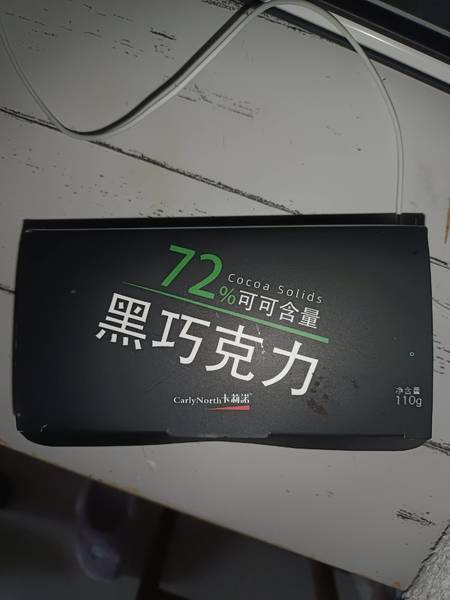 72%
Cocoa Solids
可可含量
黑巧克力
CarlyNorth卡莉諾®
净含量
110g